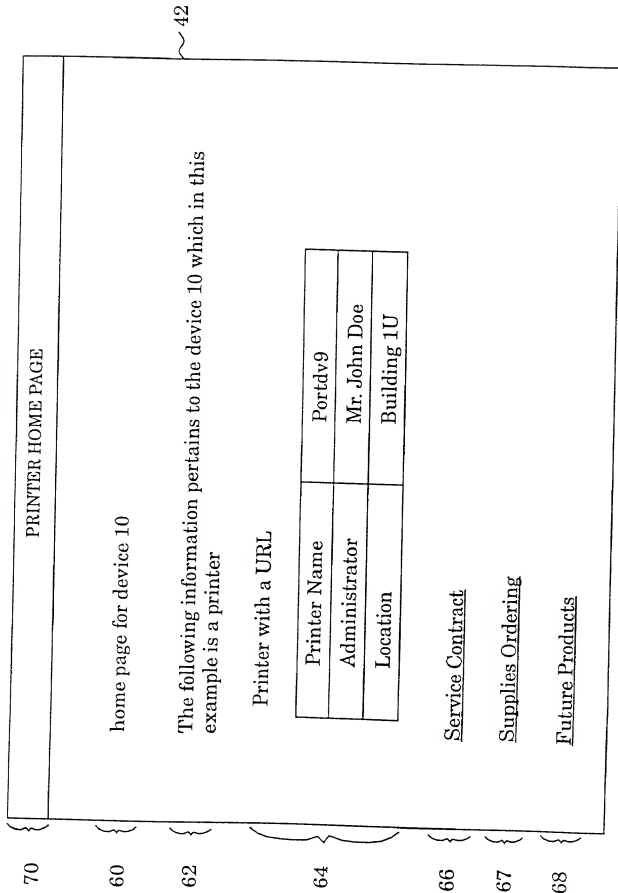 42
70 PRINTER HOME PAGE
60 home page for device 10
62 The following information pertains to the device 10 which in this
example is a printer
Printer with a URL
64
Printer Name Portdv9
Administrator Mr. John Doe
Location Building 1U
66 Service Contract
67 Supplies Ordering
68 Future Products